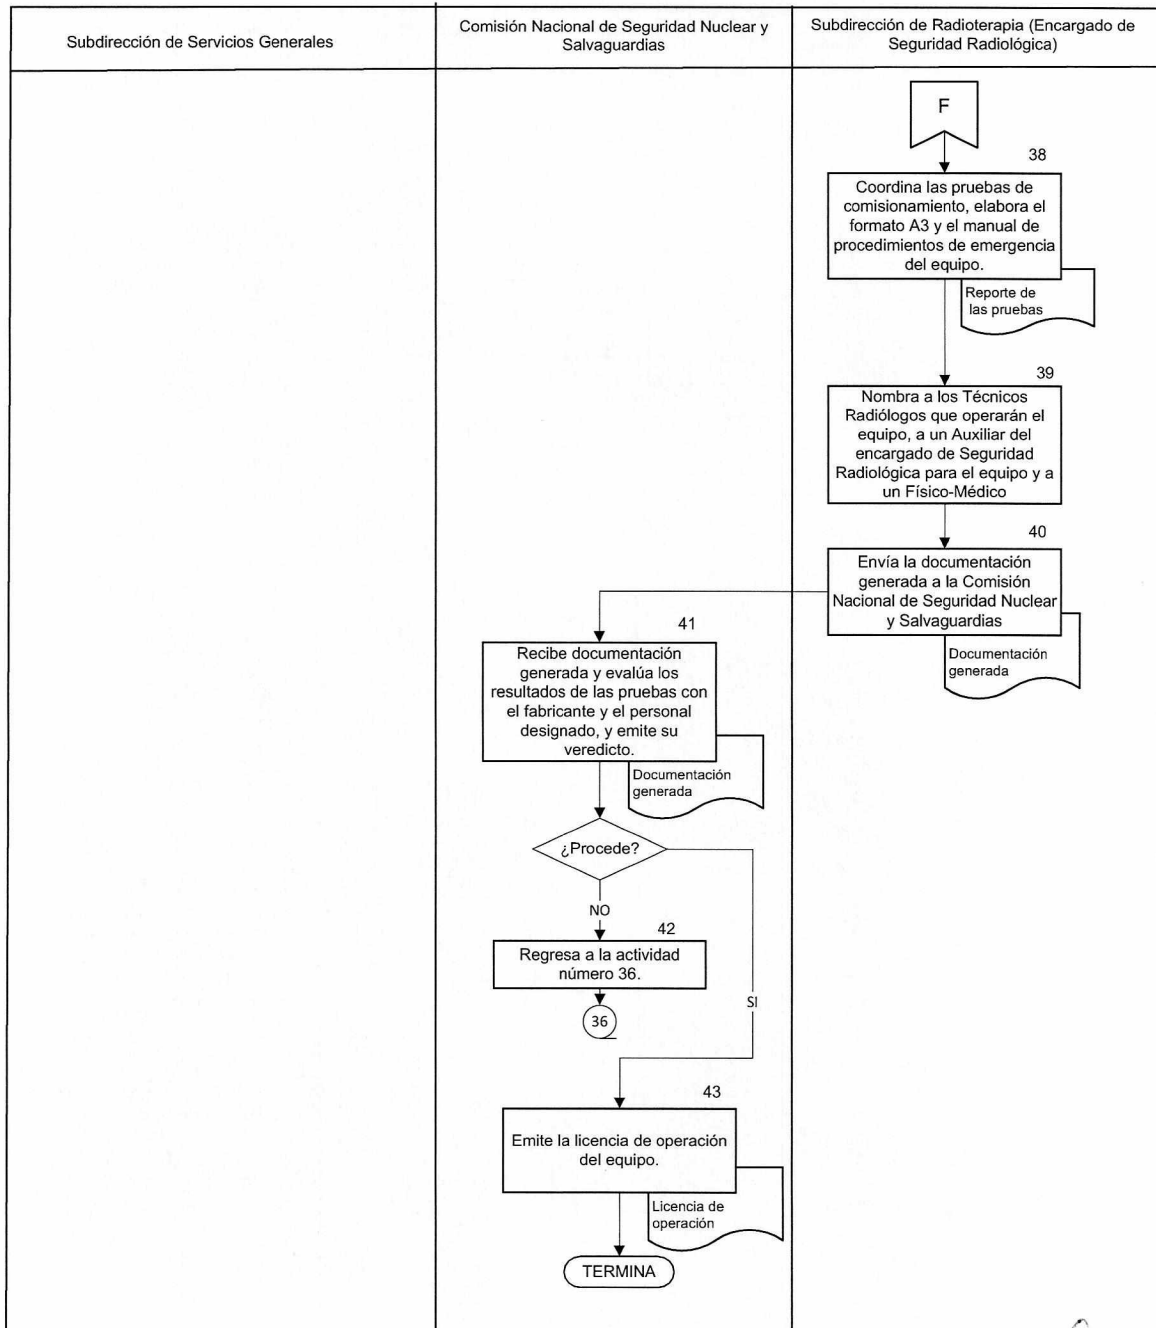 Subdirección de Servicios Generales
Comisión Nacional de Seguridad Nuclear y
Salvaguardias
Subdirección de Radioterapia (Encargado de
Seguridad Radiológica)
F
38
Coordina las pruebas de
comisionamiento, elabora el
formato A3 y el manual de
procedimientos de emergencia
del equipo.
Reporte de
las pruebas
39
Nombra a los Técnicos
Radiólogos que operarán el
equipo, a un Auxiliar del
encargado de Seguridad
Radiológica para el equipo y a
un Físico-Médico
40
Envía la documentación
generada a la Comisión
Nacional de Seguridad Nuclear
y Salvaguardias
Documentación
generada
41
Recibe documentación
generada y evalúa los
resultados de las pruebas con
el fabricante y el personal
designado, y emite su
veredicto.
Documentación
generada
¿Procede?
NO
42
Regresa a la actividad
número 36.
36
SI
43
Emite la licencia de operación
del equipo.
Licencia de
operación
TERMINA